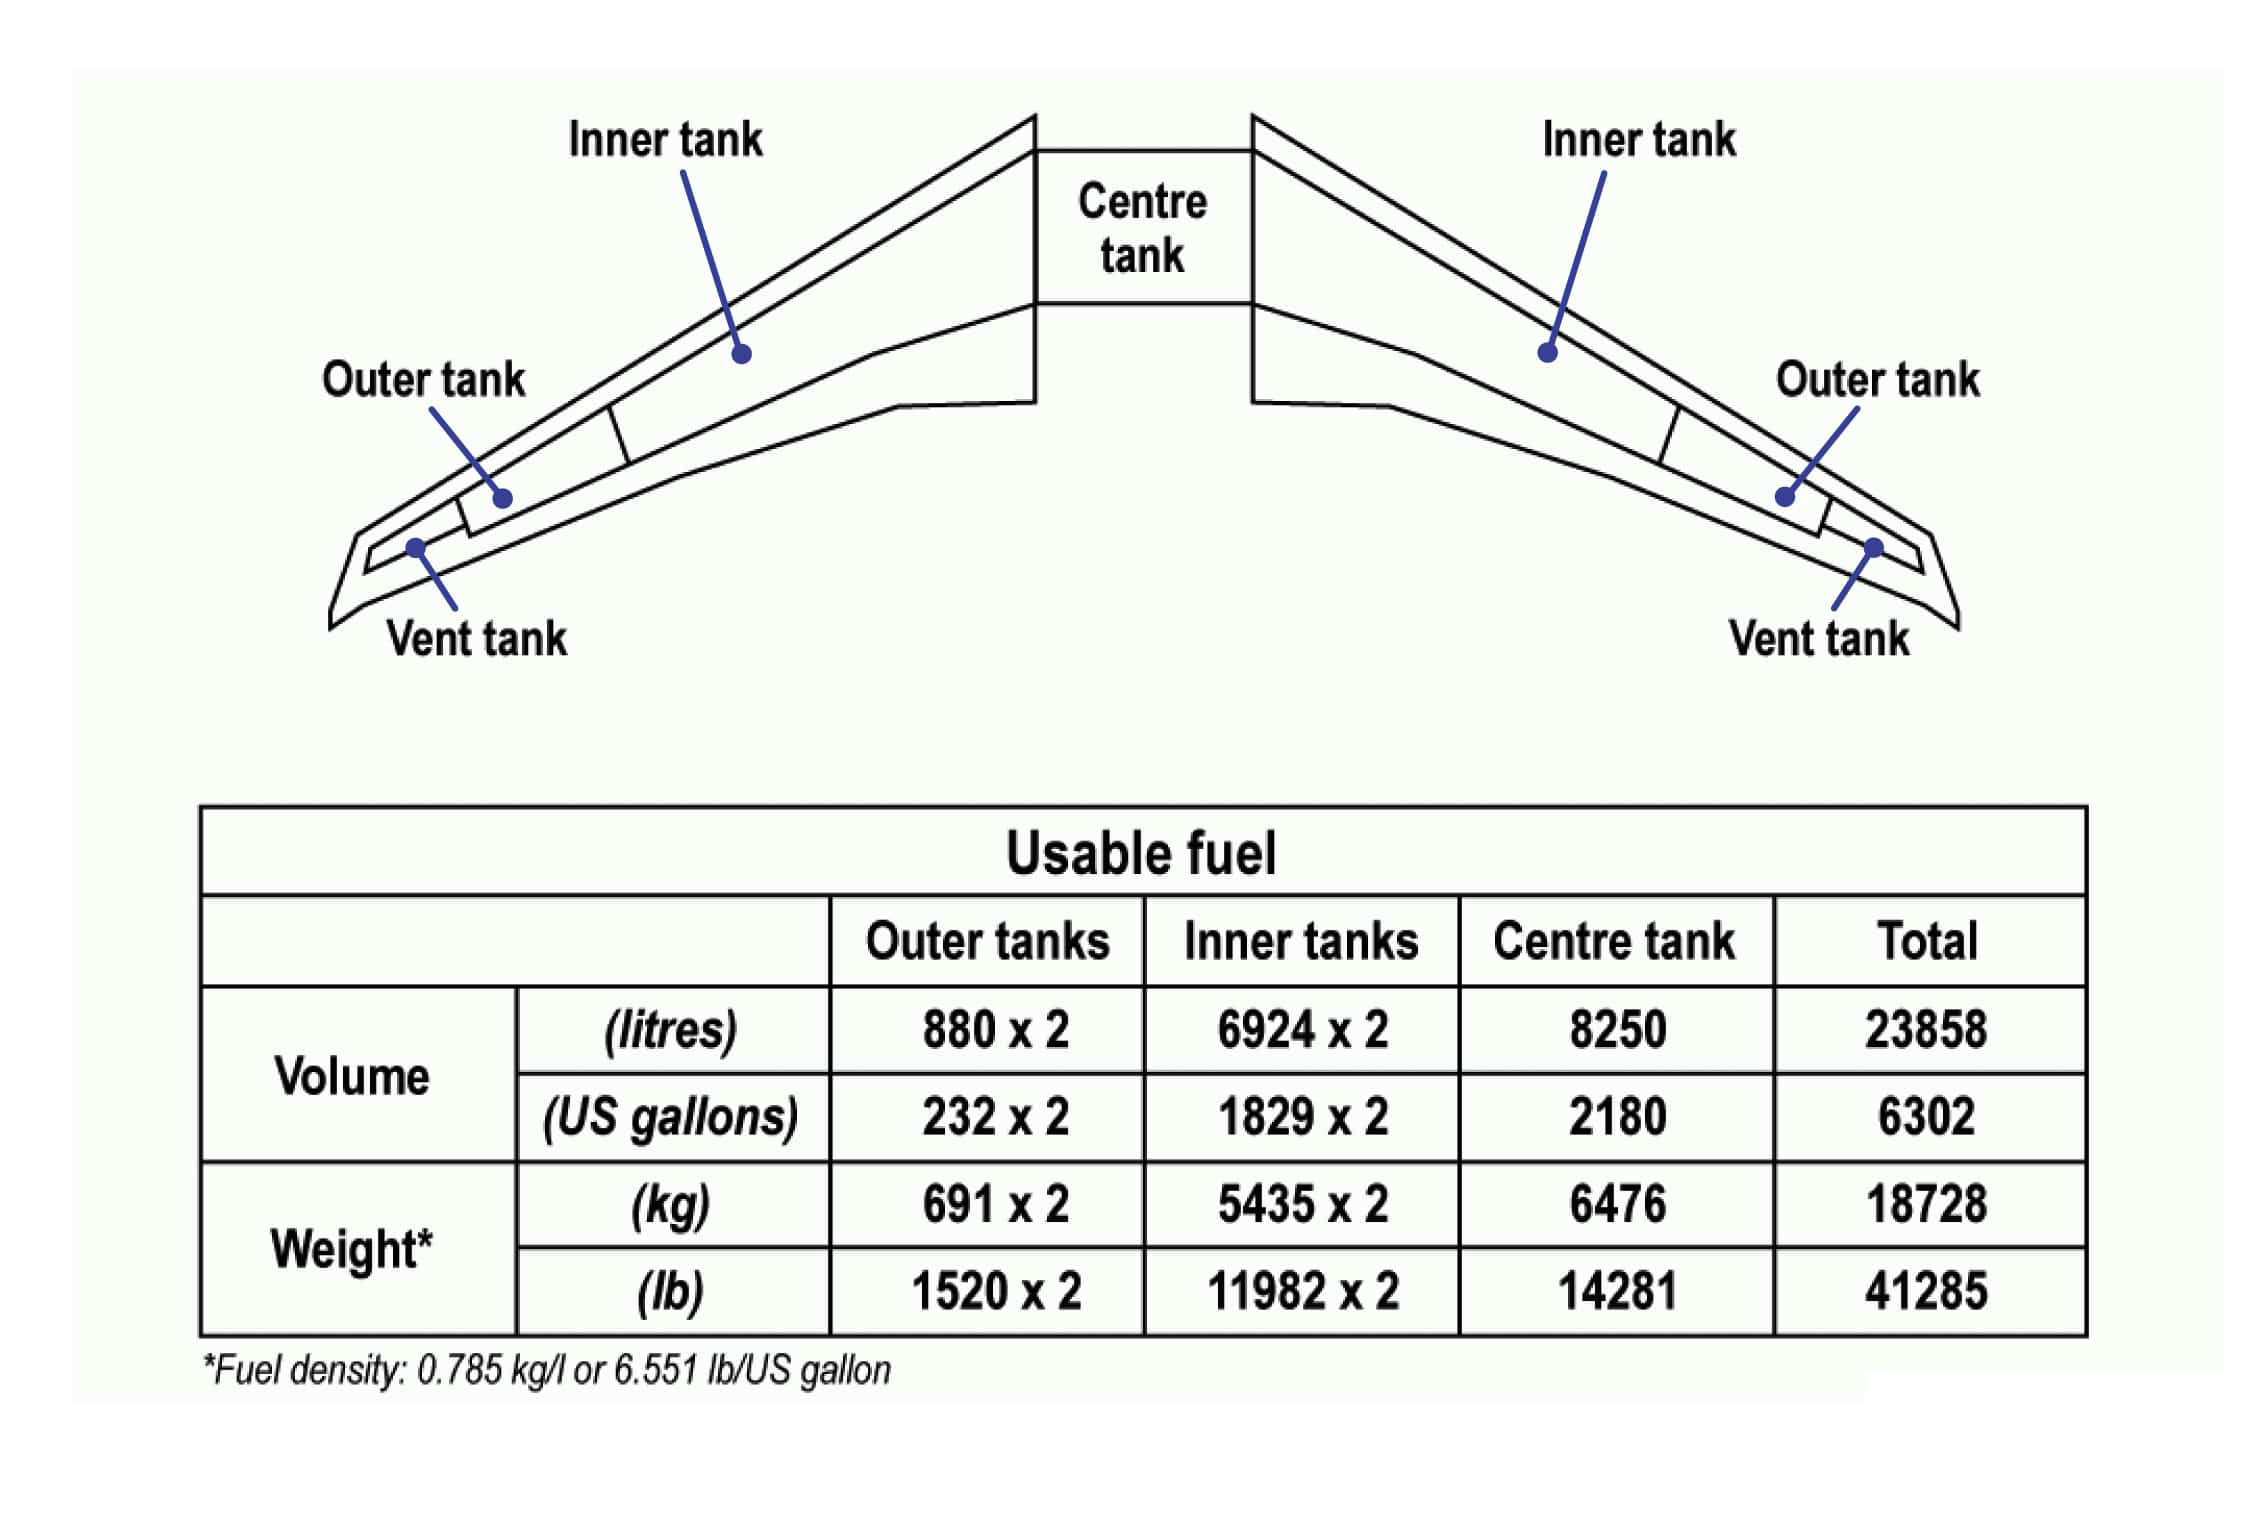 Inner tank
Inner tank
Centre
tank
Outer tank
Outer tank
Vent tank
Vent tank
Usable fuel
Outer tanks Inner tanks Centre tank Total
Volume
(litres) 880 x 2 6924 x 2 8250 23858
(US gallons) 232 x 2 1829 x 2 2180 6302
Weight*
(kg) 691 x 2 5435 x 2 6476 18728
(lb) 1520 x 2 11982 x 2 14281 41285
*Fuel density: 0.785 kg/l or 6.551 lb/US gallon